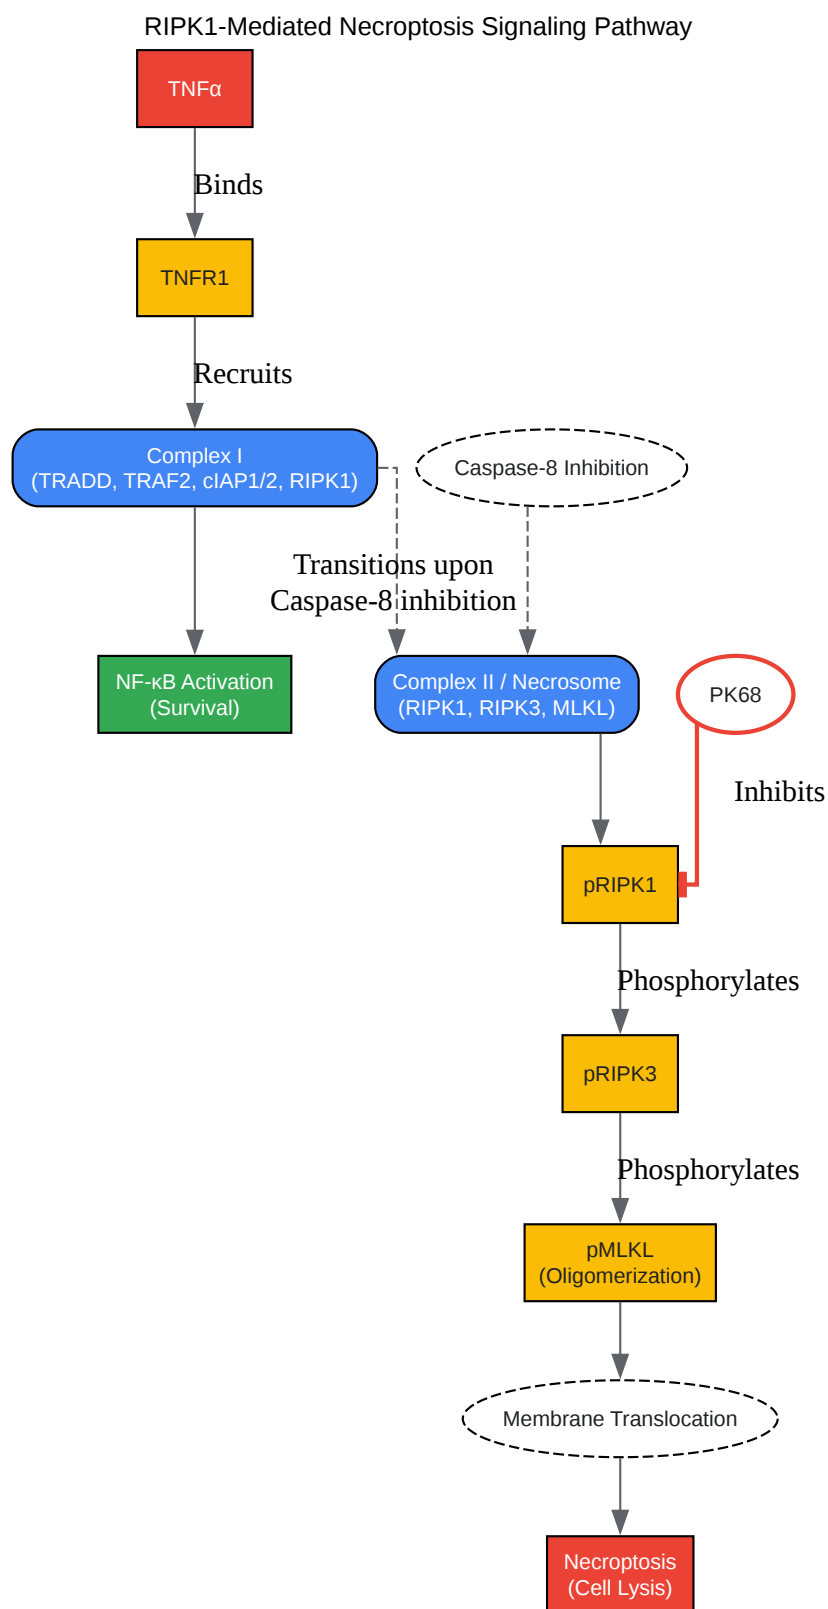 RIPK1-Mediated Necroptosis Signaling Pathway
TNFα
Binds
TNFR1
Recruits
Complex I
(TRADD, TRAF2, cIAP1/2, RIPK1)
Caspase-8 Inhibition
Transitions upon
Caspase-8 inhibition
NF-κB Activation
(Survival)
Complex II / Necrosome
(RIPK1, RIPK3, MLKL)
PK68
Inhibits
pRIPK1
Phosphorylates
pRIPK3
Phosphorylates
pMLKL
(Oligomerization)
Membrane Translocation
Necroptosis
(Cell Lysis)